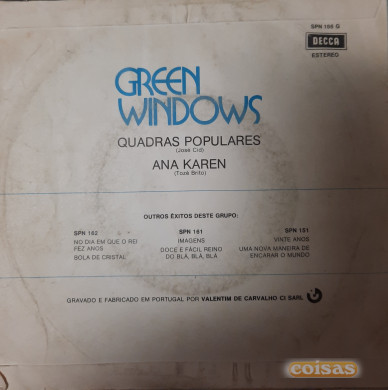 SPN 166 G
DECCA
ESTEREO
GREEN
WINDOWS
QUADRAS POPULARES
(José Cid)
ANA KAREN
(Tozé Brito)
OUTROS ÊXITOS DESTE GRUPO:
SPN 162 SPN 161 SPN 151
NO DIA EM QUE O REI IMAGENS VINTE ANOS
FEZ ANOS DOCE E FÁCIL REINO UMA NOVA MANEIRA DE
BOLA DE CRISTAL DO BLÁ, BLÁ, BLÁ ENCARAR O MUNDO
GRAVADO E FABRICADO EM PORTUGAL POR VALENTIM DE CARVALHO CI SARL
coisas